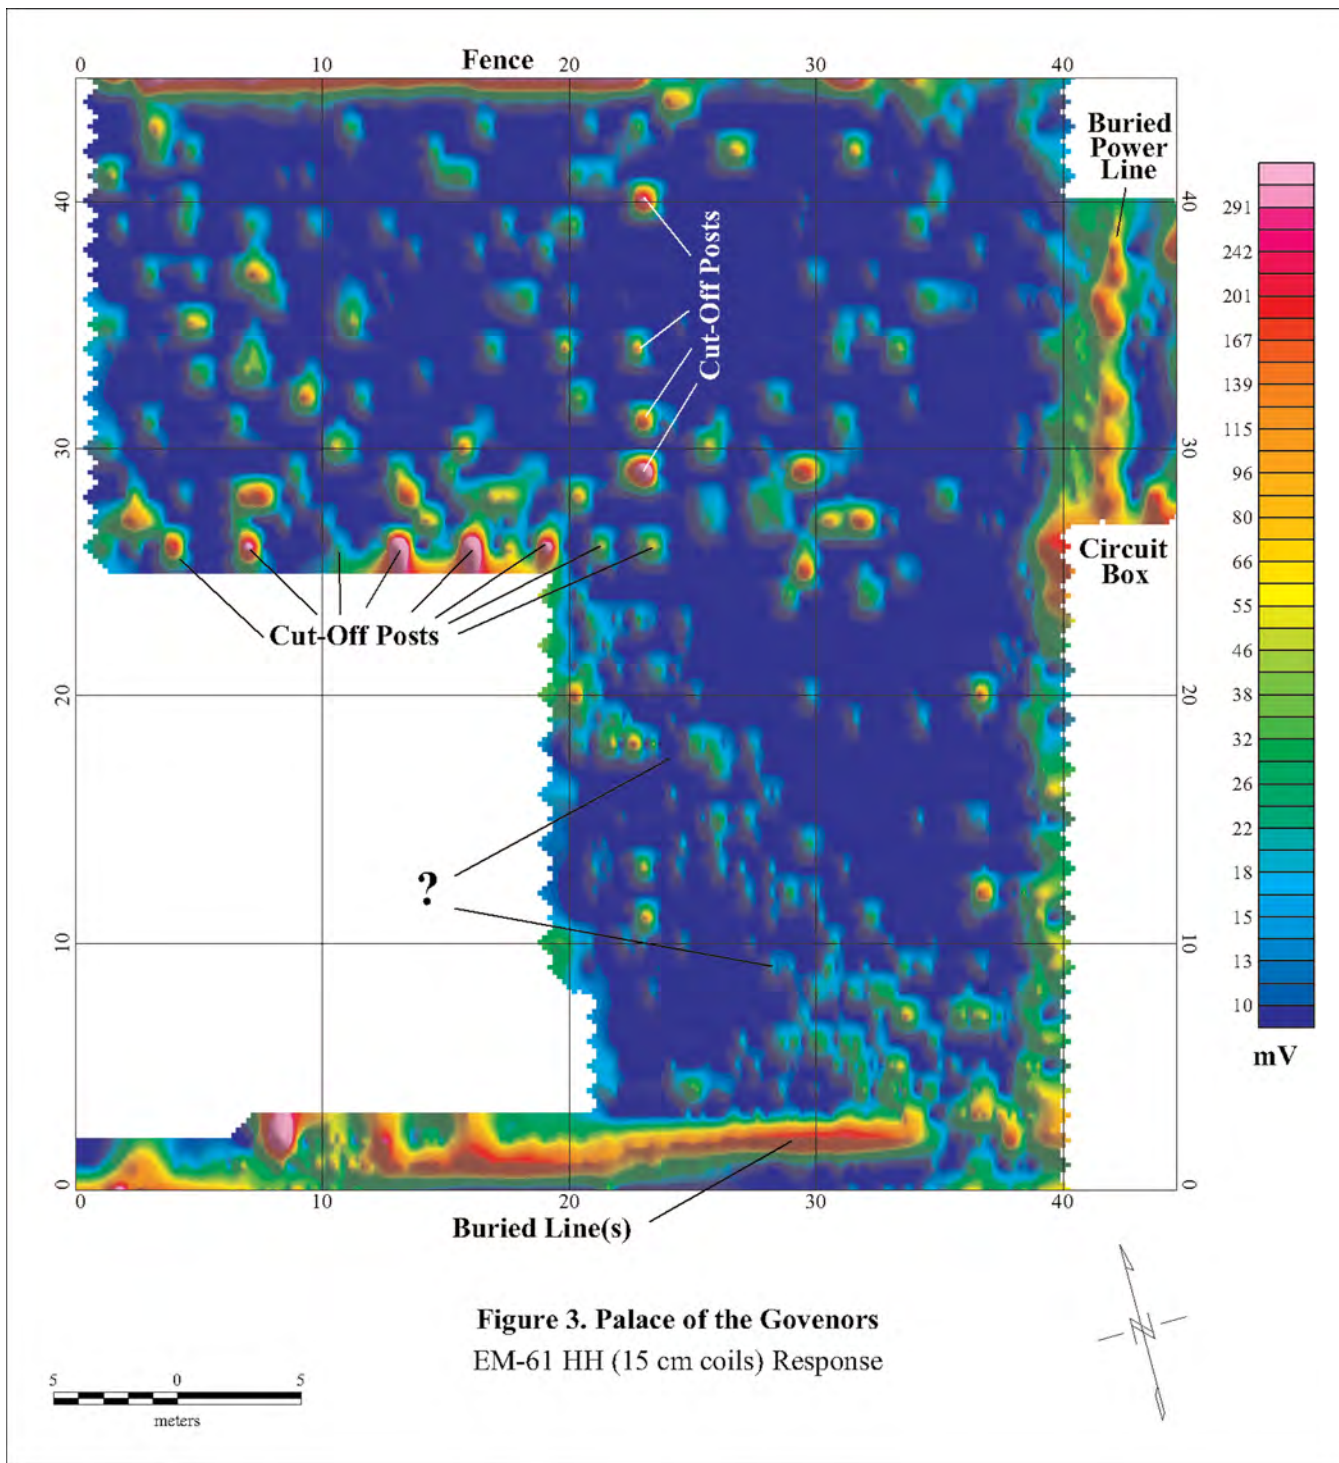 0
10
Fence
20
30
40
Buried
Power
Line
40
40
Cut-Off Posts
30
30
Circuit
Box
Cut-Off Posts
20
20
?
10
10
0
0
0
10
20
30
40
Buried Line(s)
291
242
201
167
139
115
96
80
66
55
46
38
32
26
22
18
15
13
10
mV
Figure 3. Palace of the Govenors
EM-61 HH (15 cm coils) Response
5 0 5
meters
N